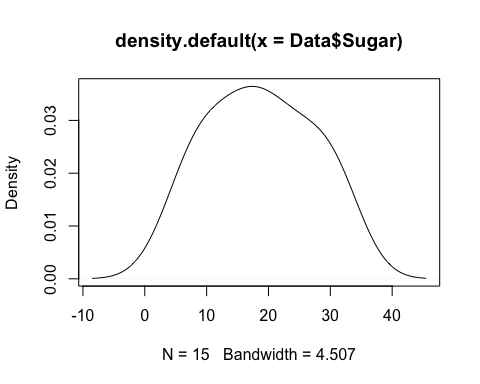 density.default(x = Data$Sugar)
Density
0.03
0.02
0.01
0.00
-10 0 10 20 30 40
N = 15 Bandwidth = 4.507